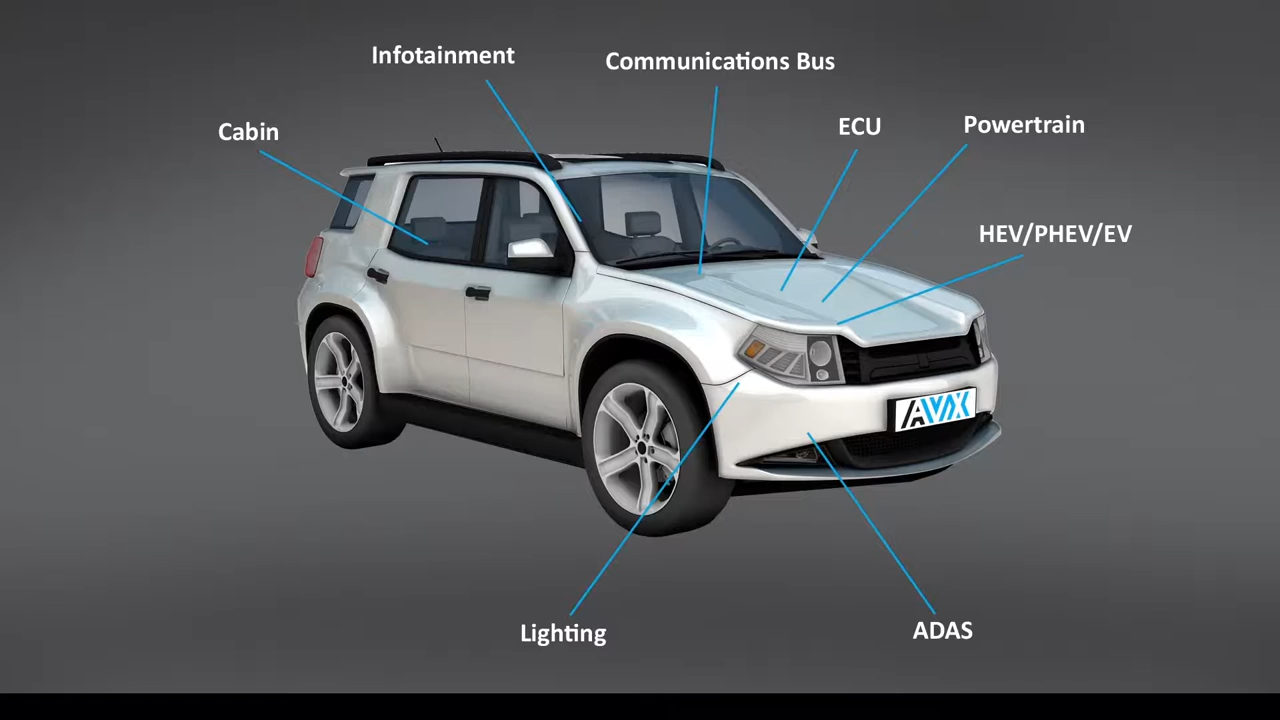 Infotainment
Communications Bus
Cabin
ECU
Powertrain
HEV/PHEV/EV
AVX
Lighting
ADAS